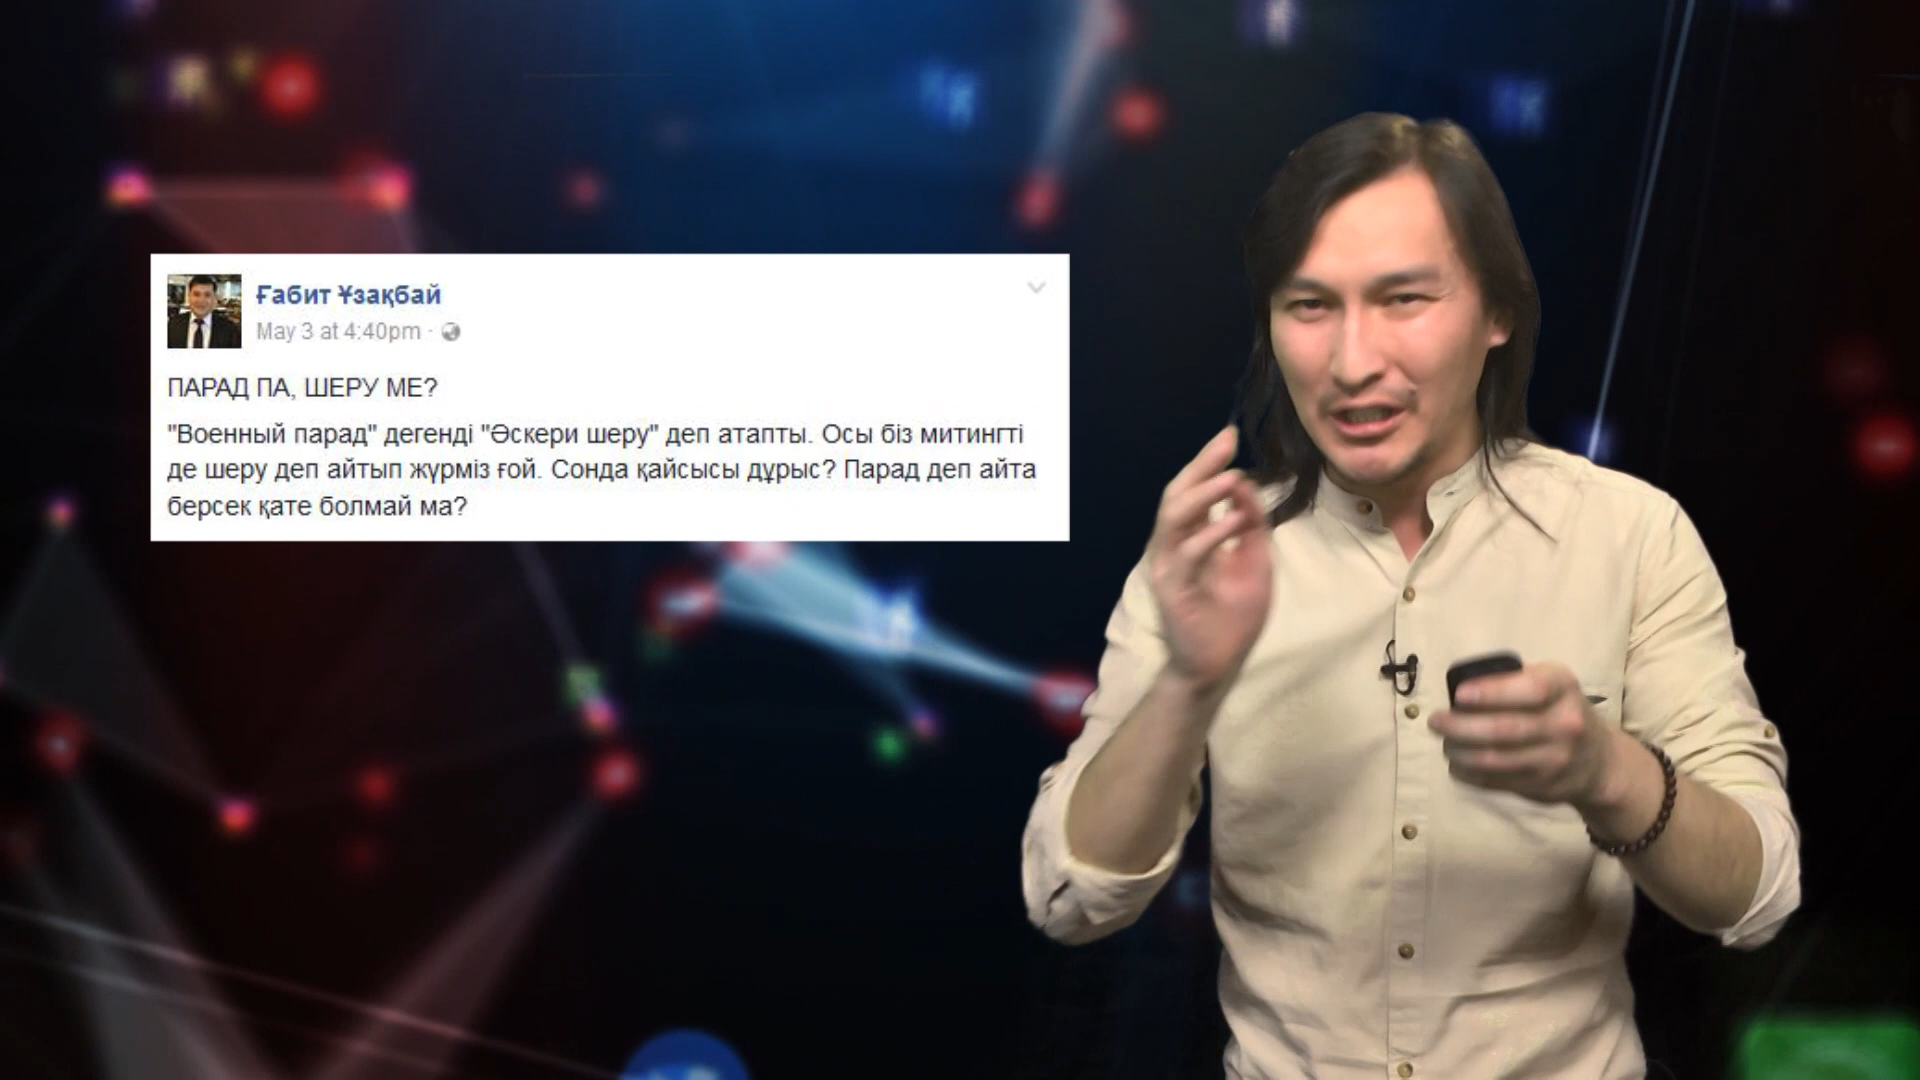 Ғабит Ұзақбай
May 3 at 4:40pm ·
ПАРАД ПА, ШЕРУ МЕ?
"Военный парад" дегенді "Әскери шеру" деп атапты. Осы біз митингті
де шеру деп айтып жүрміз ғой. Сонда қайсысы дұрыс? Парад деп айта
берсек қате болмай ма?